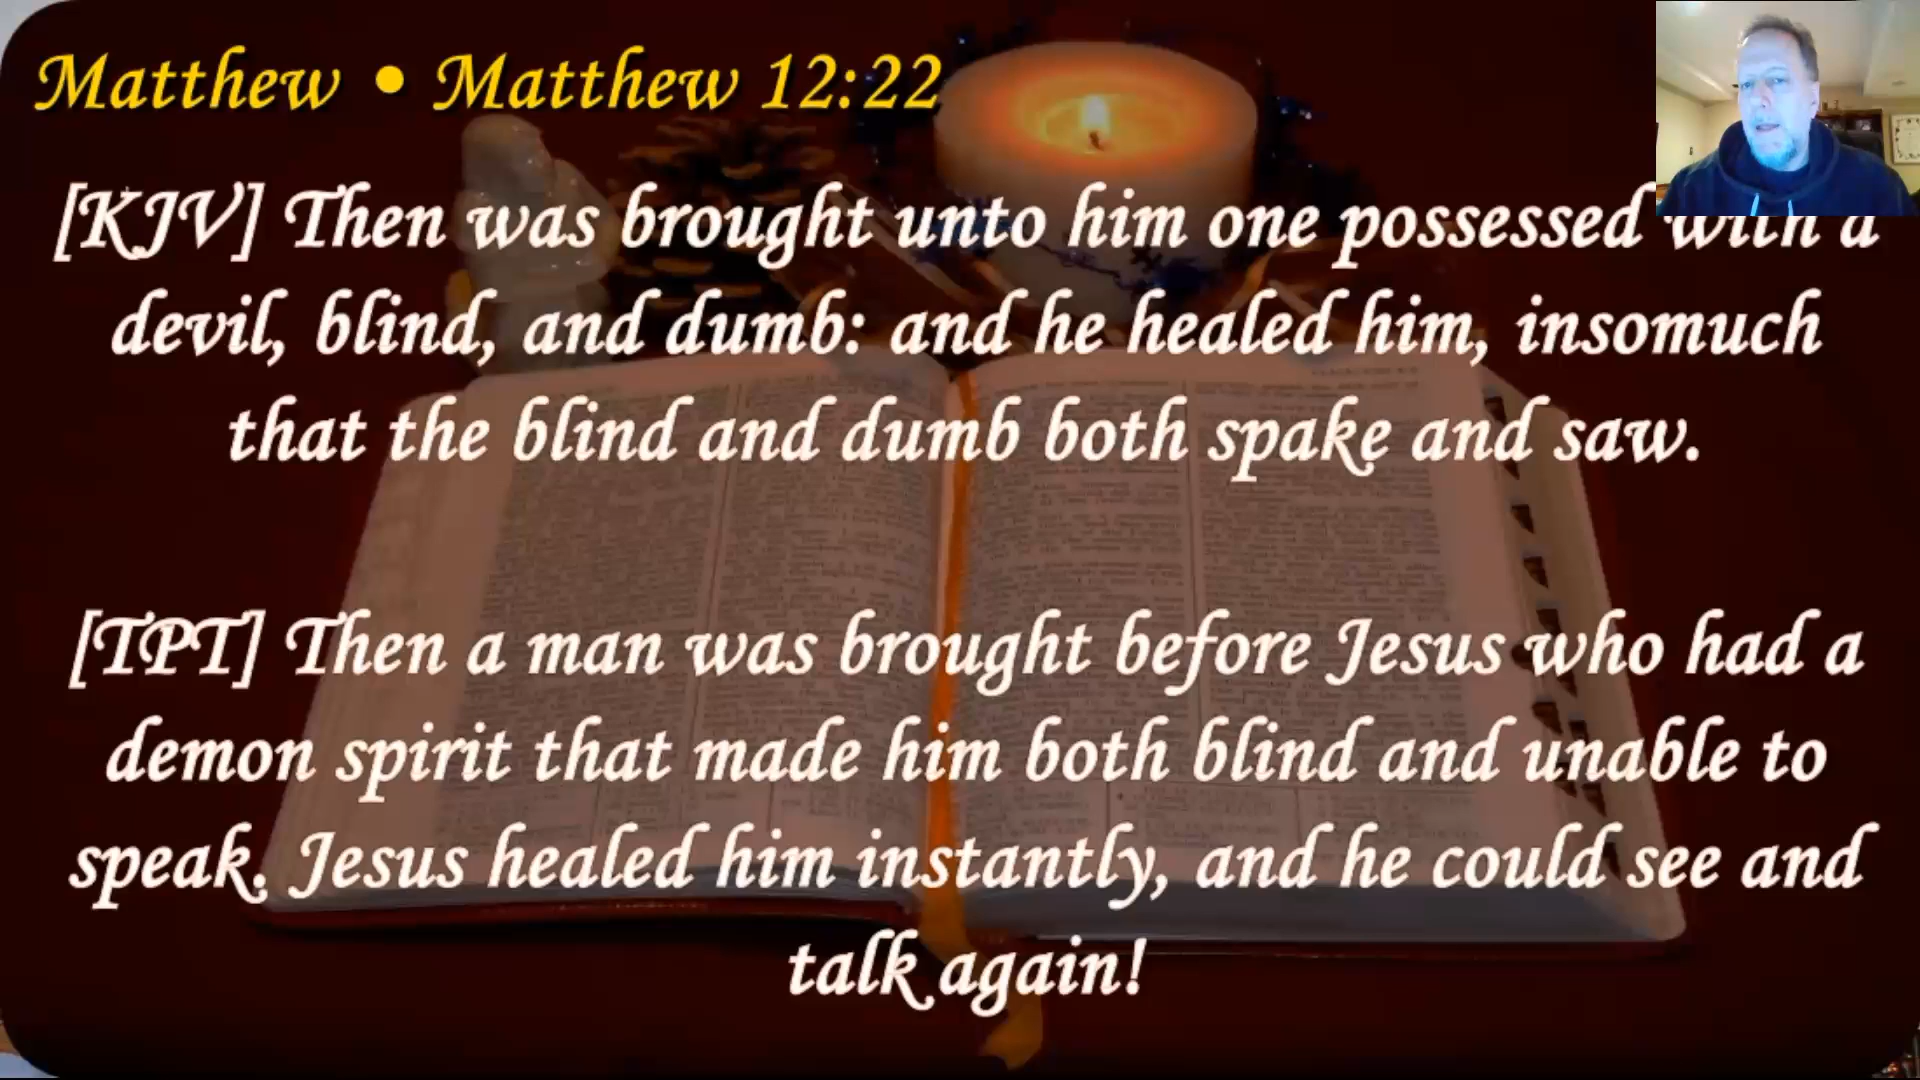 Matthew • Matthew 12:22
[KJV] Then was brought unto him one possessed with a
devil, blind, and dumb: and he healed him, insomuch
that the blind and dumb both spake and saw.
[TPT] Then a man was brought before Jesus who had a
demon spirit that made him both blind and unable to
speak. Jesus healed him instantly, and he could see and
talk again!